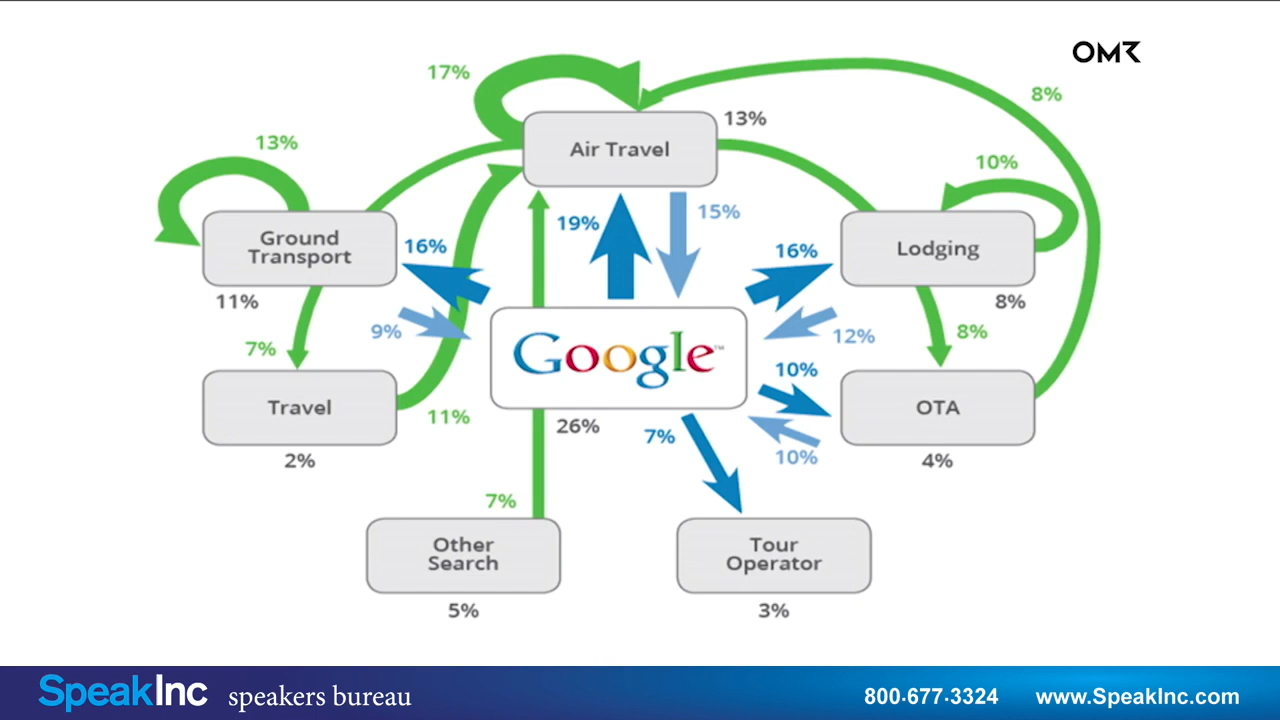 OMR
17%
8%
13%
Air Travel
13%
10%
Ground
Transport
16%
19%
15%
16%
Lodging
11%
8%
9%
12%
7%
8%
Google™
10%
Travel
11%
OTA
26%
7%
10%
2%
4%
7%
Other
Search
Tour
Operator
5%
3%
SpeakInc speakers bureau
800·677·3324
www.SpeakInc.com